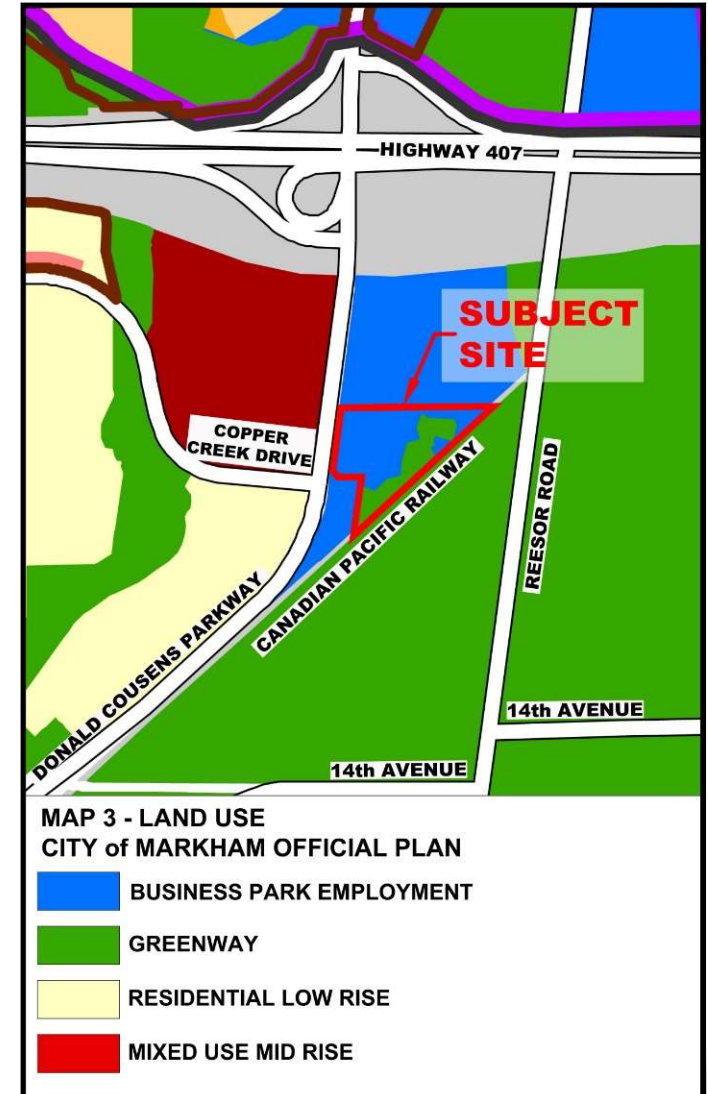 HIGHWAY 407
SUBJECT
SITE
COPPER
CREEK DRIVE
CANADIAN PACIFIC RAILWAY
REESOR ROAD
DONALD COUSENS PARKWAY
14th AVENUE
14th AVENUE
MAP 3 - LAND USE
CITY of MARKHAM OFFICIAL PLAN
BUSINESS PARK EMPLOYMENT
GREENWAY
RESIDENTIAL LOW RISE
MIXED USE MID RISE